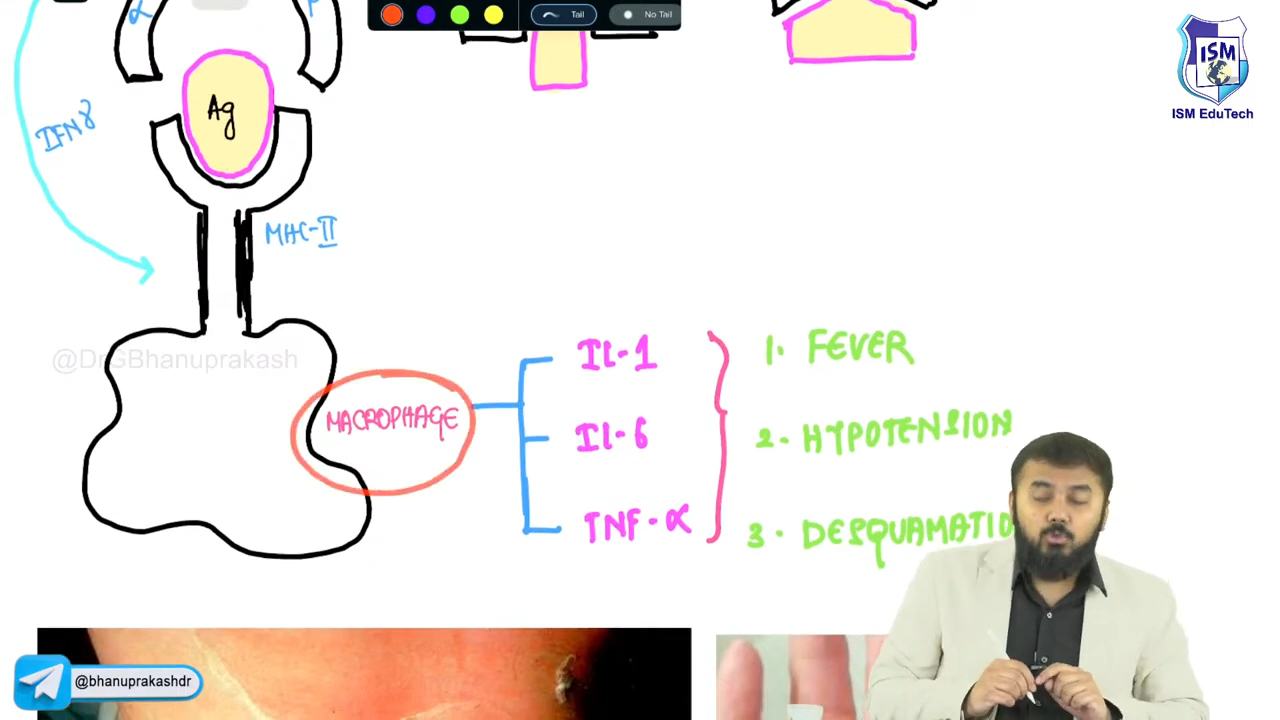 α
Tail
No Tail
ISM
ISM EduTech
Ag
IFNγ
MHC-II
@DrGBhanuprakash
MACROPHAGE
IL-1
IL-6
TNF-α
1. FEVER
2. HYPOTENSION
3. DESQUAMATIO
@bhanuprakashdr